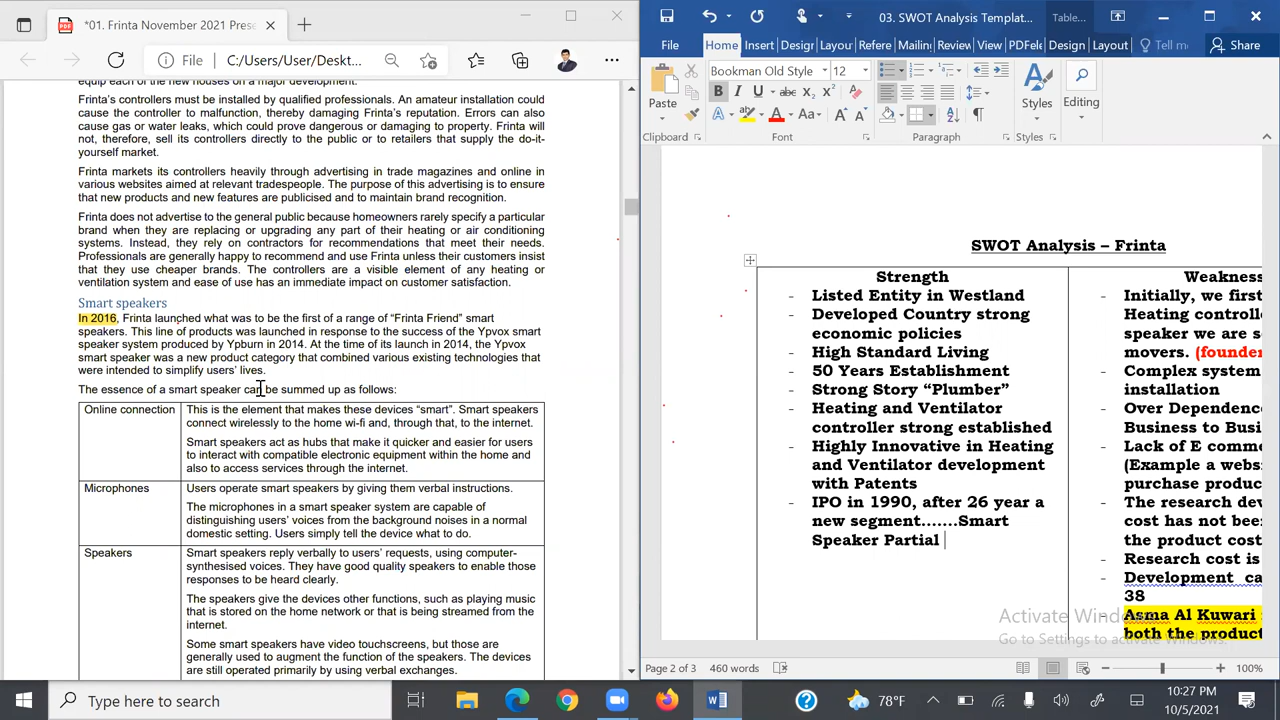 *01. Frinta November 2021 Prese
File
C:/Users/User/Deskt...
equip each of the new houses on a major development.
Frinta's controllers must be installed by qualified professionals. An amateur installation could
cause the controller to malfunction, thereby damaging Frinta's reputation. Errors can also
cause gas or water leaks, which could prove dangerous or damaging to property. Frinta will
not, therefore, sell its controllers directly to the public or to retailers that supply the do-it-
yourself market.
Frinta markets its controllers heavily through advertising in trade magazines and online in
various websites aimed at relevant tradespeople. The purpose of this advertising is to ensure
that new products and new features are publicised and to maintain brand recognition.
Frinta does not advertise to the general public because homeowners rarely specify a particular
brand when they are replacing or upgrading any part of their heating or air conditioning
systems. Instead, they rely on contractors for recommendations that meet their needs.
Professionals are generally happy to recommend and use Frinta unless their customers insist
that they use cheaper brands. The controllers are a visible element of any heating or
ventilation system and ease of use has an immediate impact on customer satisfaction.
Smart speakers
In 2016, Frinta launched what was to be the first of a range of "Frinta Friend" smart
speakers. This line of products was launched in response to the success of the Ypvox smart
speaker system produced by Ypburn in 2014. At the time of its launch in 2014, the Ypvox
smart speaker was a new product category that combined various existing technologies that
were intended to simplify users' lives.
The essence of a smart speaker can be summed up as follows:
Online connection
This is the element that makes these devices "smart". Smart speakers
connect wirelessly to the home wi-fi and, through that, to the internet.
Smart speakers act as hubs that make it quicker and easier for users
to interact with compatible electronic equipment within the home and
also to access services through the internet.
Microphones
Users operate smart speakers by giving them verbal instructions.
The microphones in a smart speaker system are capable of
distinguishing users' voices from the background noises in a normal
domestic setting. Users simply tell the device what to do.
Speakers
Smart speakers reply verbally to users' requests, using computer-
synthesised voices. They have good quality speakers to enable those
responses to be heard clearly.
The speakers give the devices other functions, such as playing music
that is stored on the home network or that is being streamed from the
internet.
Some smart speakers have video touchscreens, but those are
generally used to augment the function of the speakers. The devices
are still operated primarily by using verbal exchanges.
03. SWOT Analysis Templat...
Table...
File Home Insert Desigr Layou Refere Mailin Review View PDFele Design Layout Tell me Share
Bookman Old Style 12
Paste
Styles
Editing
Clipboard Font Paragraph Styles
SWOT Analysis – Frinta
Strength
- Listed Entity in Westland
- Developed Country strong
economic policies
- High Standard Living
- 50 Years Establishment
- Strong Story "Plumber"
- Heating and Ventilator
controller strong established
- Highly Innovative in Heating
and Ventilator development
with Patents
- IPO in 1990, after 26 year a
new segment.......Smart
Speaker Partial
Weakness
- Initially, we first
Heating controll
speaker we are s
movers. (founder
- Complex system
installation
- Over Dependenc
Business to Busi
- Lack of E comme
(Example a webs
purchase produc
- The research dev
cost has not been
the product cost
- Research cost is
- Development ca
38
- Asma Al Kuwari
both the product
Activate Windows
Go to Settings to activate Windows.
Page 2 of 3 460 words
100%
Type here to search
78°F
10:27 PM
10/5/2021